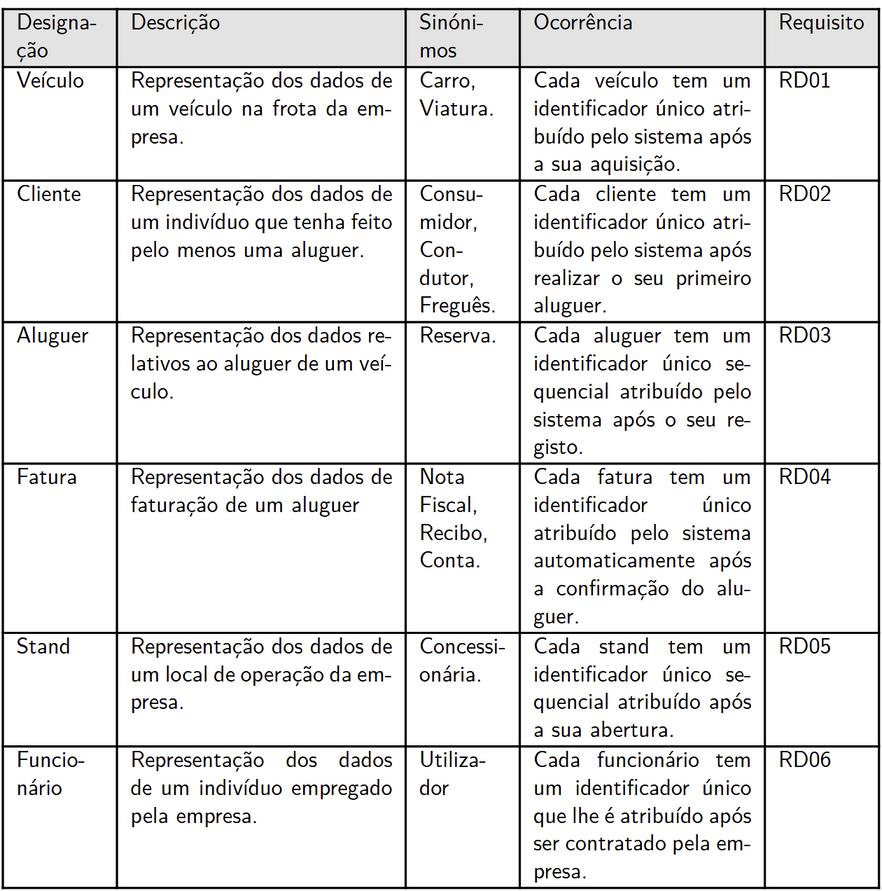 Designa-
ção
Descrição
Sinóni-
mos
Ocorrência
Requisito
Veículo
Representação dos dados de
um veículo na frota da em-
presa.
Carro,
Viatura.
Cada veículo tem um
identificador único atri-
buído pelo sistema após
a sua aquisição.
RD01
Cliente
Representação dos dados de
um indivíduo que tenha feito
pelo menos uma aluguer.
Consu-
midor,
Con-
dutor,
Freguês.
Cada cliente tem um
identificador único atri-
buído pelo sistema após
realizar o seu primeiro
aluguer.
RD02
Aluguer
Representação dos dados re-
lativos ao aluguer de um veí-
culo.
Reserva.
Cada aluguer tem um
identificador único se-
quencial atribuído pelo
sistema após o seu re-
gisto.
RD03
Fatura
Representação dos dados de
faturação de um aluguer
Nota
Fiscal,
Recibo,
Conta.
Cada fatura tem um
identificador único
atribuído pelo sistema
automaticamente após
a confirmação do alu-
guer.
RD04
Stand
Representação dos dados de
um local de operação da em-
presa.
Concessi-
onária.
Cada stand tem um
identificador único se-
quencial atribuído após
a sua abertura.
RD05
Funcio-
nário
Representação dos dados
de um indivíduo empregado
pela empresa.
Utiliza-
dor
Cada funcionário tem
um identificador único
que lhe é atribuído após
ser contratado pela em-
presa.
RD06